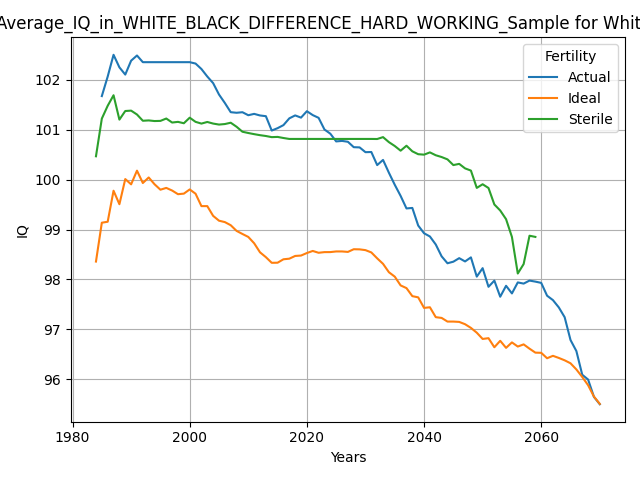 Average_IQ_in_WHITE_BLACK_DIFFERENCE_HARD_WORKING_Sample for Whit
Fertility
Actual
Ideal
Sterile
IQ
102
101
100
99
98
97
96
1980
2000
2020
2040
2060
Years